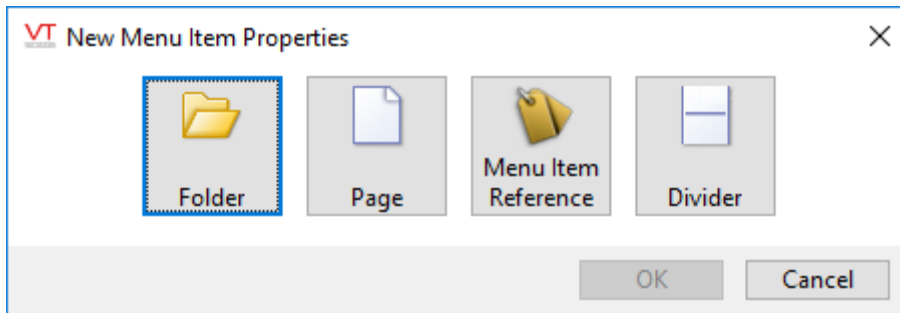 VT New Menu Item Properties
Folder
Page
Menu Item
Reference
Divider
OK
Cancel